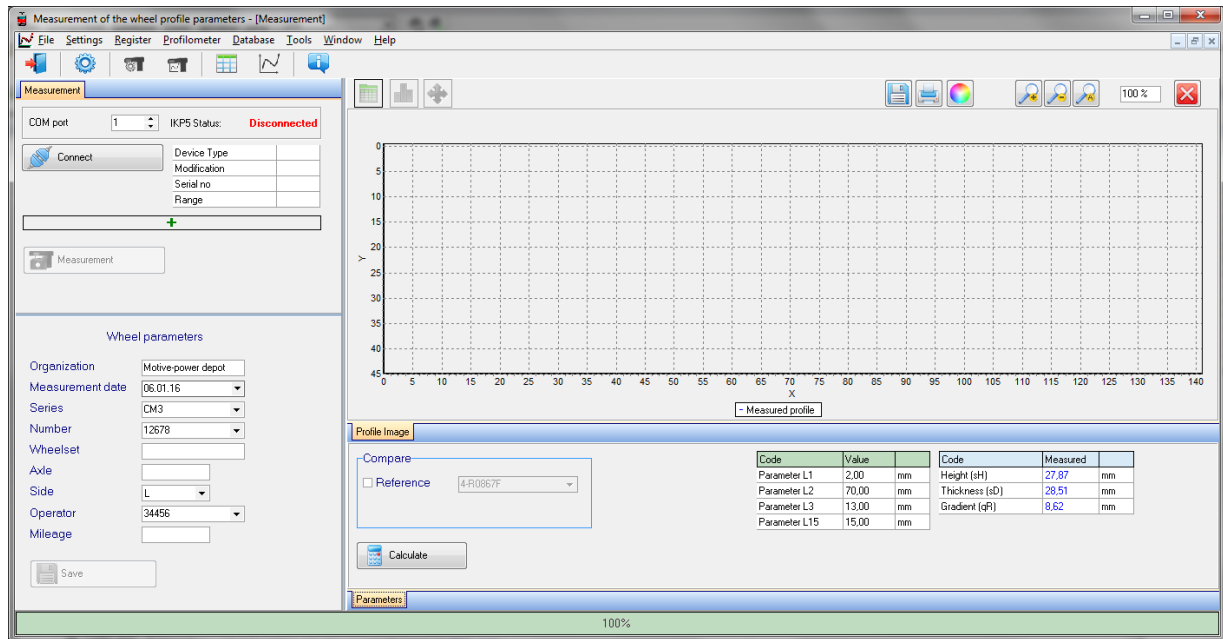 Measurement of the wheel profile parameters - [Measurement]
File Settings Register Profilometer Database Tools Window Help
Measurement
COM port 1 IKP5 Status: Disconnected
Connect
Device Type
Modification
Serial no
Range
+
Measurement
Wheel parameters
Organization Motive-power depot
Measurement date 06.01.16
Series CM3
Number 12678
Wheelset
Axle
Side L
Operator 34456
Mileage
Save
100 %
0
5
10
15
20
25
30
35
40
45
Y
0 5 10 15 20 25 30 35 40 45 50 55 60 65 70 75 80 85 90 95 100 105 110 115 120 125 130 135 140
X
- Measured profile
Profile Image
Compare
Reference 4-R0867F
Calculate
Code Value
Parameter L1 2,00 mm
Parameter L2 70,00 mm
Parameter L3 13,00 mm
Parameter L15 15,00 mm
Code Measured
Height (sH) 27,87 mm
Thickness (sD) 28,51 mm
Gradient (qR) 8,62 mm
Parameters
100%